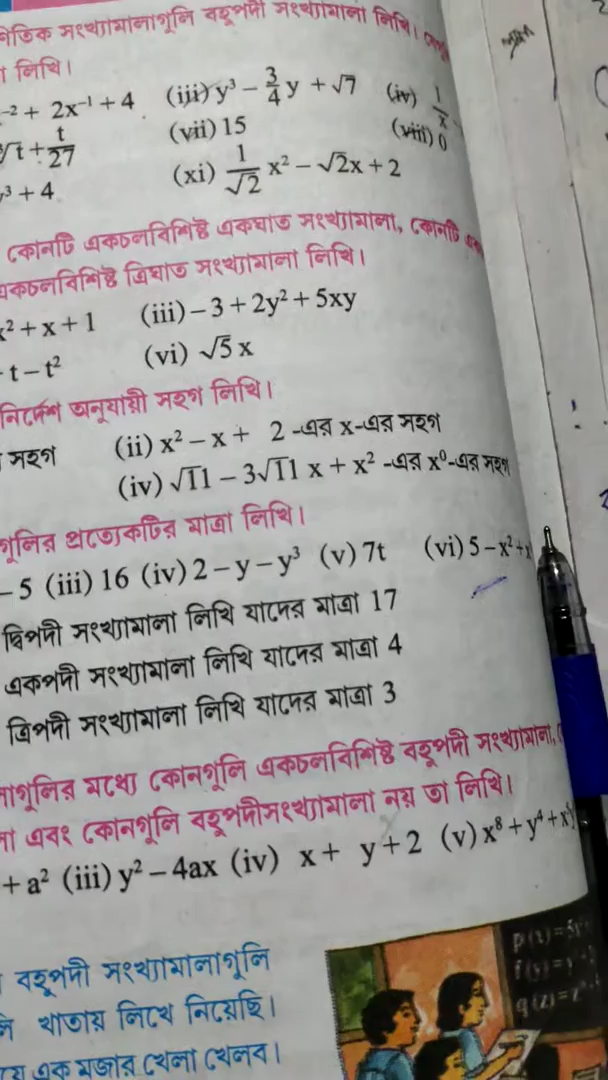 সংখ্যামালাগুলি বহুপদী সংখ্যামালা লিখি।
লিখি।
-2 + 2x⁻¹ + 4 (iii) y³ – 3/4 y + √7 (iv) 1/x
√t + t/27 (vii) 15 (viii) 0
³ + 4 (xi) 1/√2 x² – √2x + 2
কোনটি একচলবিশিষ্ট একঘাত সংখ্যামালা, কোনটি
একচলবিশিষ্ট ত্রিঘাত সংখ্যামালা লিখি।
x² + x + 1 (iii) – 3 + 2y² + 5xy
t – t² (vi) √5 x
নির্দেশ অনুযায়ী সহগ লিখি।
সহগ (ii) x² – x + 2 -এর x-এর সহগ
(iv) √11 – 3√11 x + x² -এর x⁰-এর সহগ
গুলির প্রত্যেকটির মাত্রা লিখি।
– 5 (iii) 16 (iv) 2 – y – y³ (v) 7t (vi) 5 – x² +
দ্বিপদী সংখ্যামালা লিখি যাদের মাত্রা 17
একপদী সংখ্যামালা লিখি যাদের মাত্রা 4
ত্রিপদী সংখ্যামালা লিখি যাদের মাত্রা 3
গুলির মধ্যে কোনগুলি একচলবিশিষ্ট বহুপদী সংখ্যামালা,
এবং কোনগুলি বহুপদীসংখ্যামালা নয় তা লিখি।
+ a² (iii) y² – 4ax (iv) x + y + 2 (v) x⁸ + y⁴ + x
বহুপদী সংখ্যামালাগুলি
খাতায় লিখে নিয়েছি।
এক মজার খেলা খেলব।